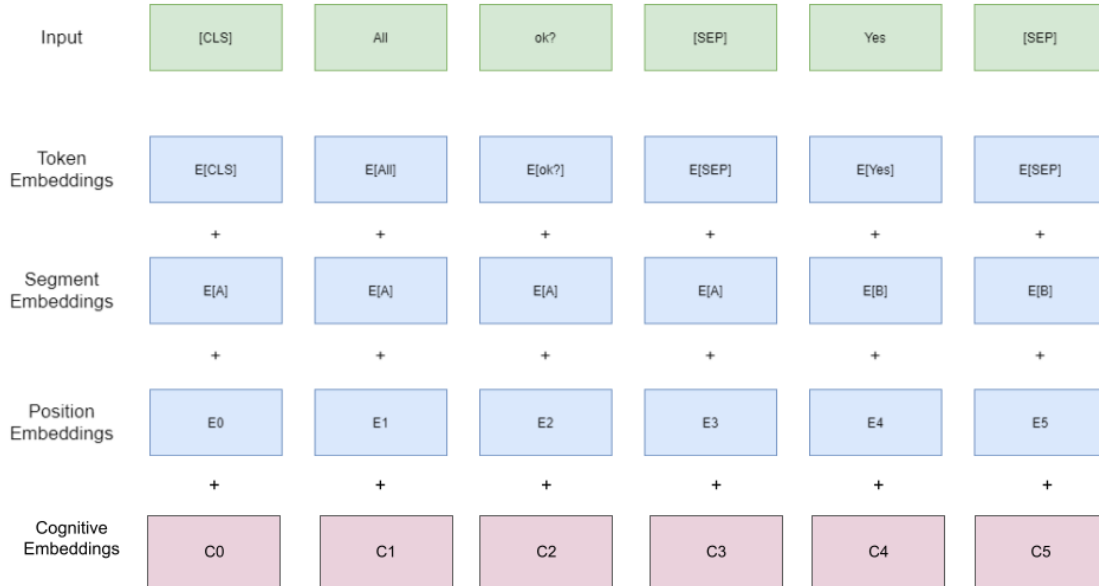 Input [CLS] All ok? [SEP] Yes [SEP]
Token
Embeddings
E[CLS] E[All] E[ok?] E[SEP] E[Yes] E[SEP]
+ + + + + +
Segment
Embeddings
E[A] E[A] E[A] E[A] E[B] E[B]
+ + + + + +
Position
Embeddings
E0 E1 E2 E3 E4 E5
+ + + + + +
Cognitive
Embeddings
C0 C1 C2 C3 C4 C5